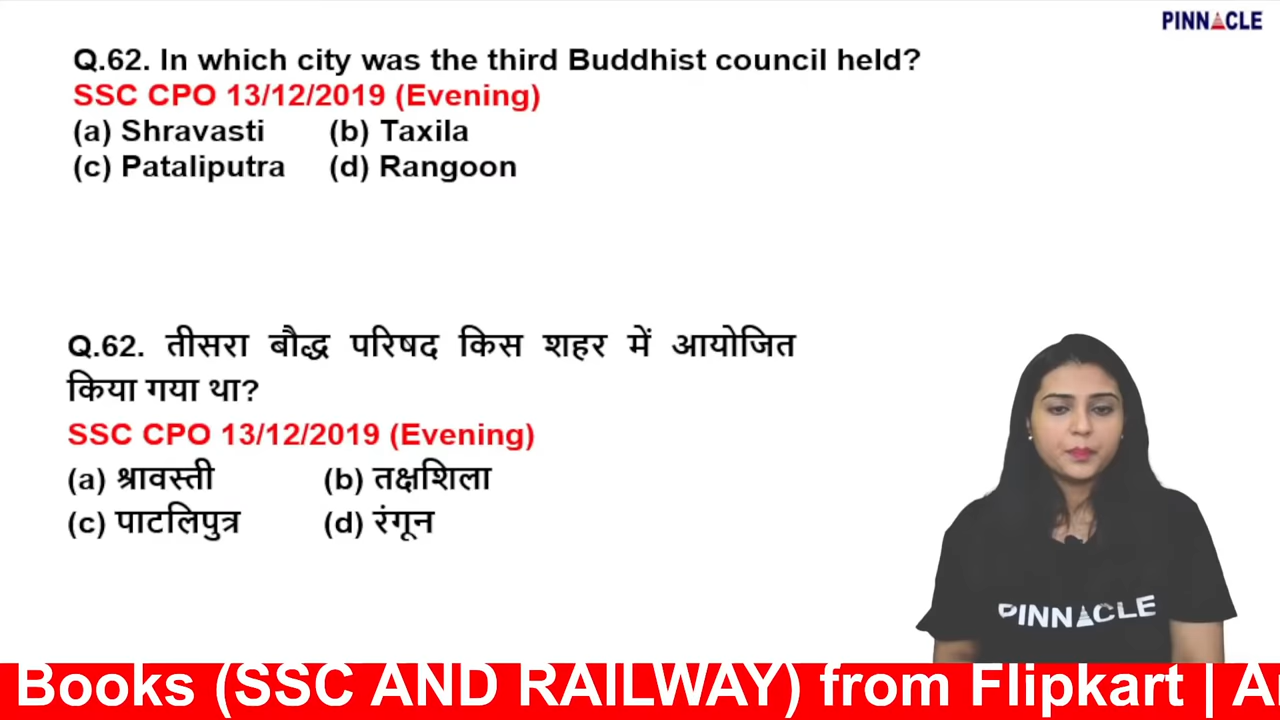 PINNACLE
Q.62. In which city was the third Buddhist council held?
SSC CPO 13/12/2019 (Evening)
(a) Shravasti (b) Taxila
(c) Pataliputra (d) Rangoon
Q.62. तीसरा बौद्ध परिषद किस शहर में आयोजित
किया गया था?
SSC CPO 13/12/2019 (Evening)
(a) श्रावस्ती (b) तक्षशिला
(c) पाटलिपुत्र (d) रंगून
PINNACLE
Books (SSC AND RAILWAY) from Flipkart |